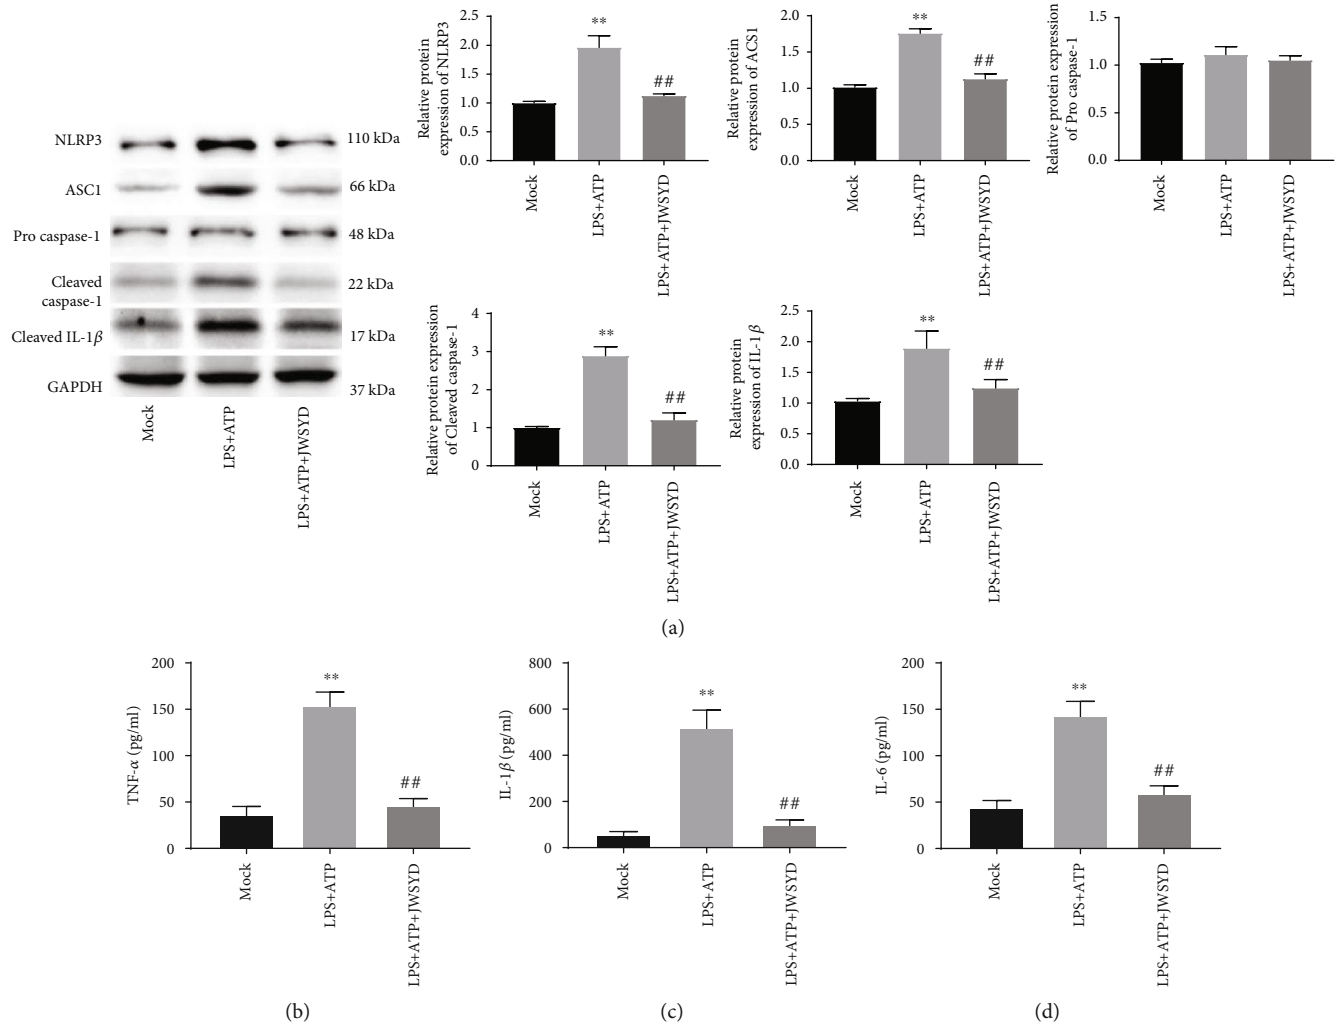 NLRP3
110 kDa
ASC1
66 kDa
Pro caspase-1
48 kDa
Cleaved
caspase-1
22 kDa
Cleaved IL-1β
17 kDa
GAPDH
37 kDa
Mock
LPS+ATP
LPS+ATP+JWSYD
Relative protein
expression of NLRP3
2.5
2.0
1.5
1.0
0.5
0.0
**
##
Mock
LPS+ATP
LPS+ATP+JWSYD
Relative protein
expression of ACS1
2.0
1.5
1.0
0.5
0.0
**
##
Mock
LPS+ATP
LPS+ATP+JWSYD
Relative protein expression
of Pro caspase-1
1.5
1.0
0.5
0.0
Mock
LPS+ATP
LPS+ATP+JWSYD
Relative protein expression
of Cleaved caspase-1
4
3
2
1
0
**
##
Mock
LPS+ATP
LPS+ATP+JWSYD
Relative protein
expression of IL-1β
2.5
2.0
1.5
1.0
0.5
0.0
**
##
Mock
LPS+ATP
LPS+ATP+JWSYD
(a)
TNF-α (pg/ml)
200
150
100
50
0
**
##
Mock
LPS+ATP
LPS+ATP+JWSYD
(b)
IL-1β (pg/ml)
800
600
400
200
0
**
##
Mock
LPS+ATP
LPS+ATP+JWSYD
(c)
IL-6 (pg/ml)
200
150
100
50
0
**
##
Mock
LPS+ATP
LPS+ATP+JWSYD
(d)